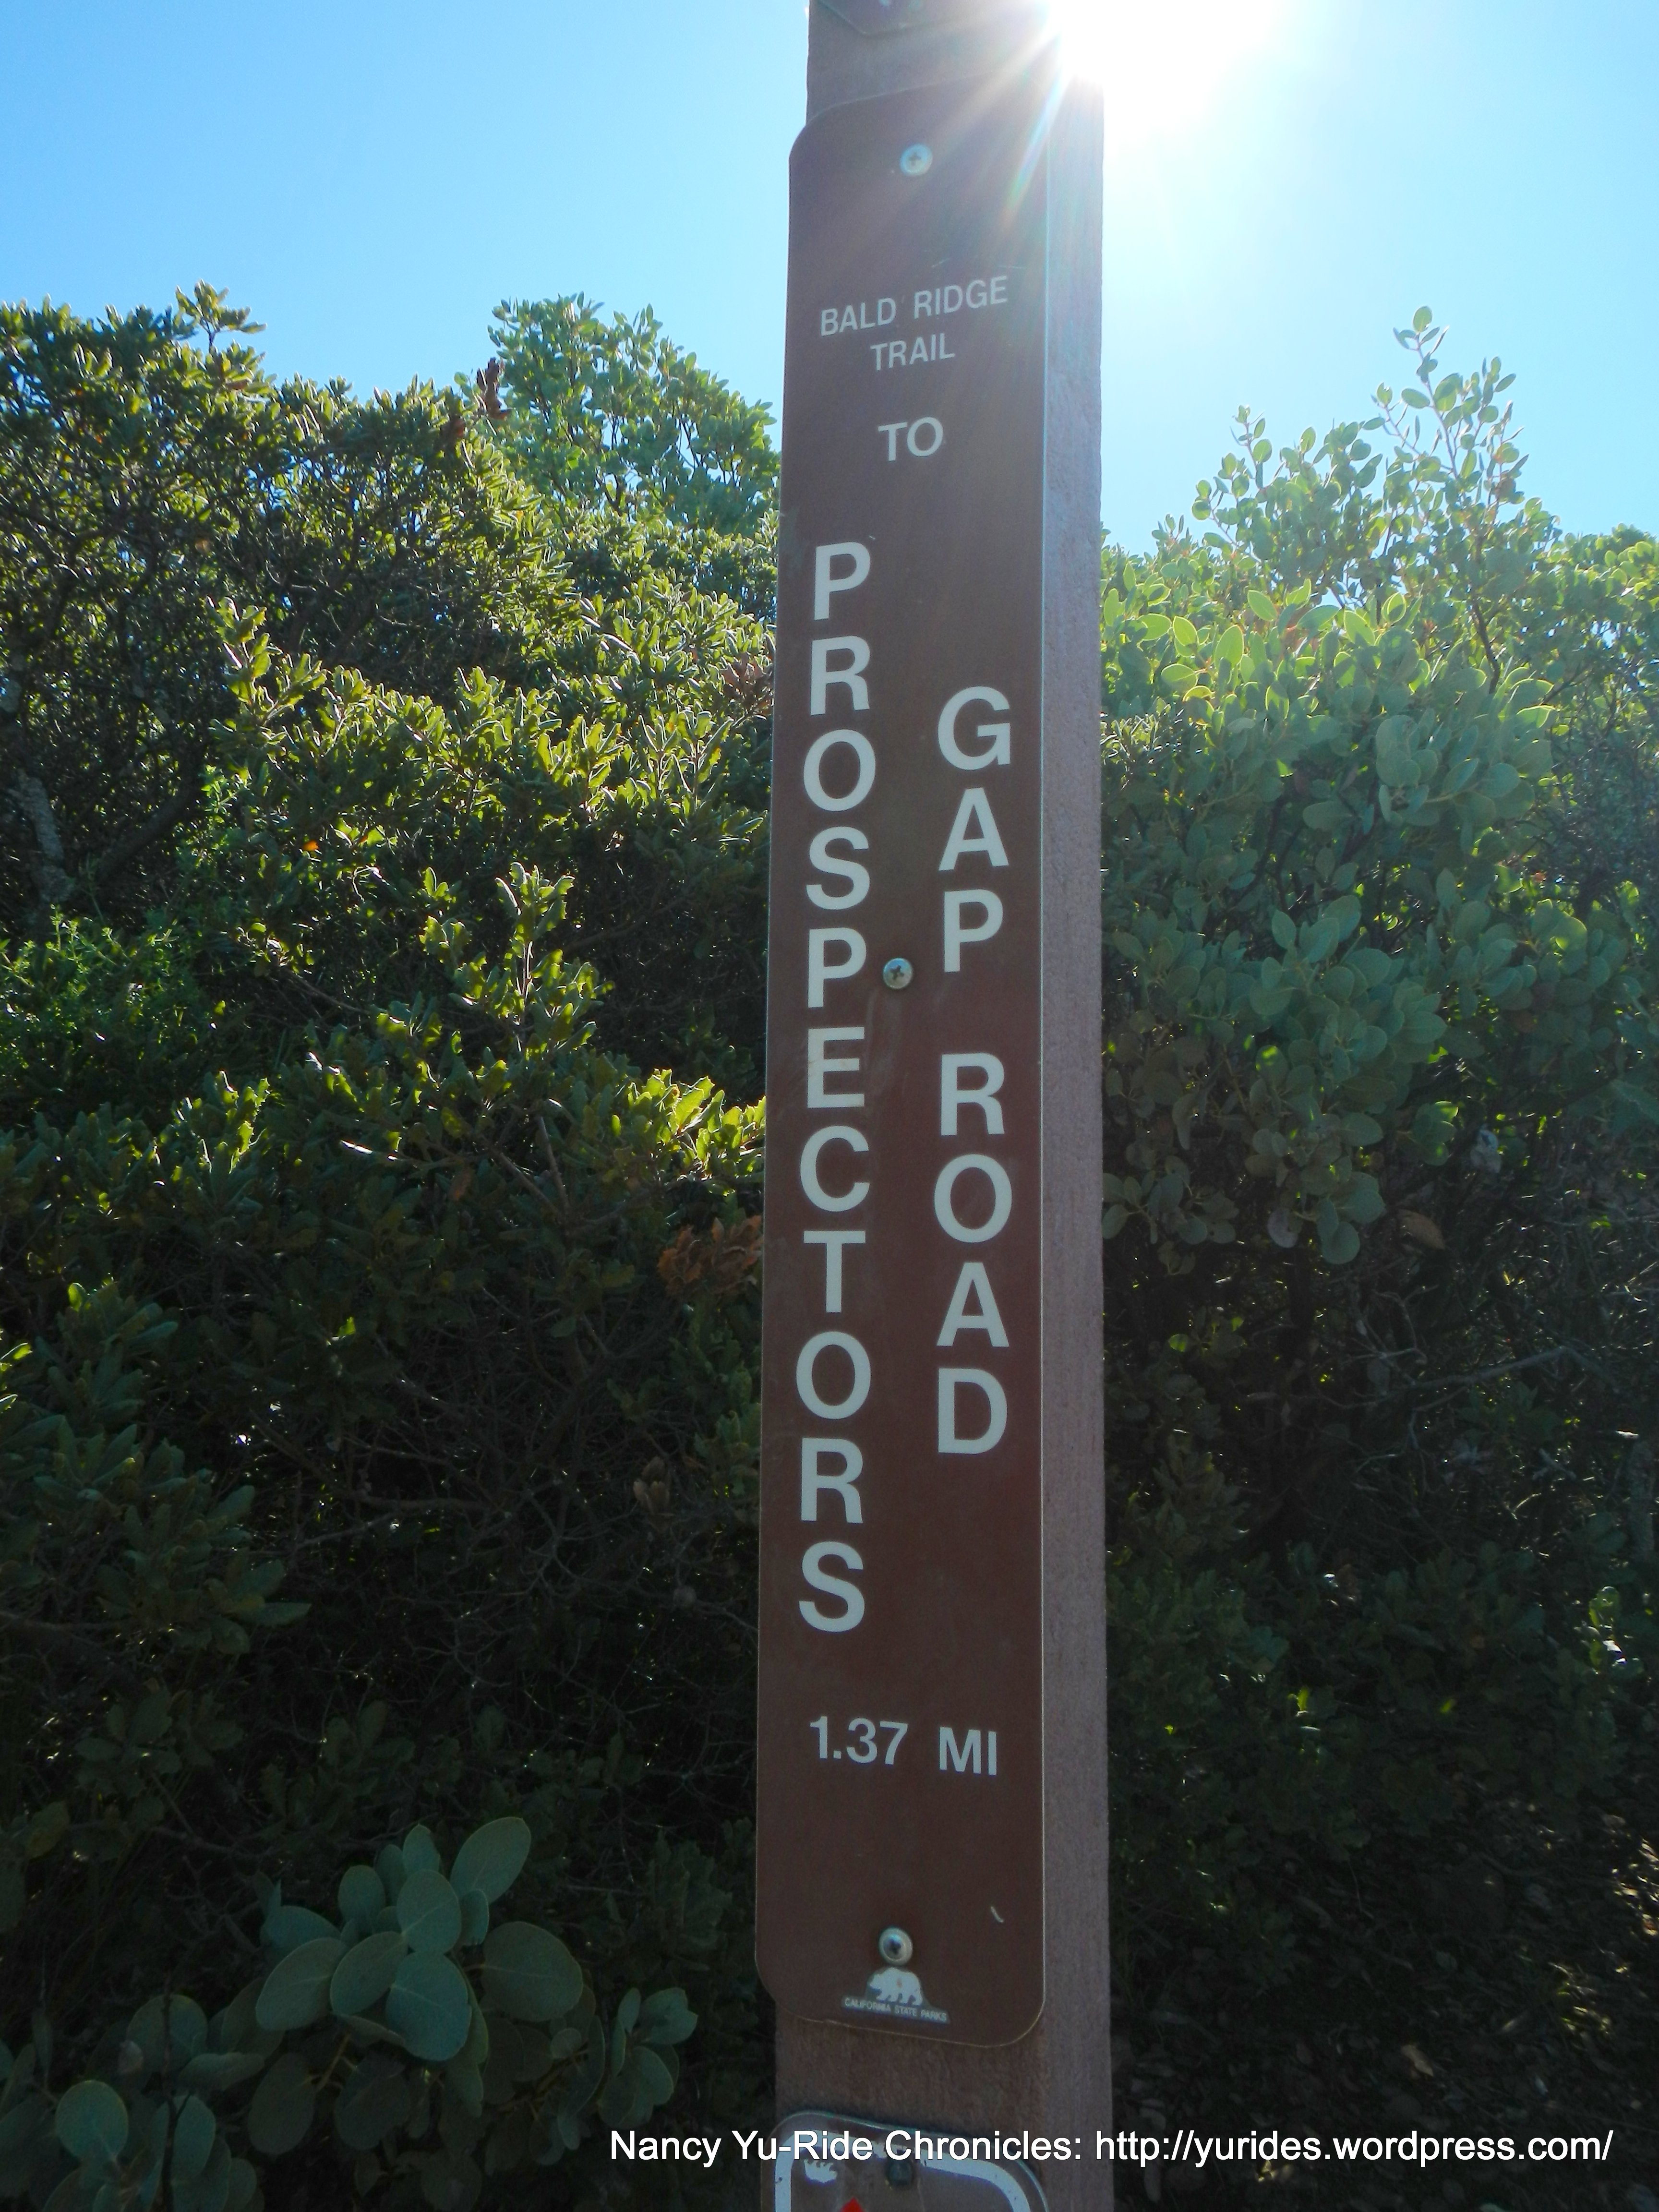 BALD RIDGE
TRAIL
TO
PROSPECTORS
GAP ROAD
1.37 MI
CALIFORNIA STATE PARKS
Nancy Yu-Ride Chronicles: http://yurides.wordpress.com/